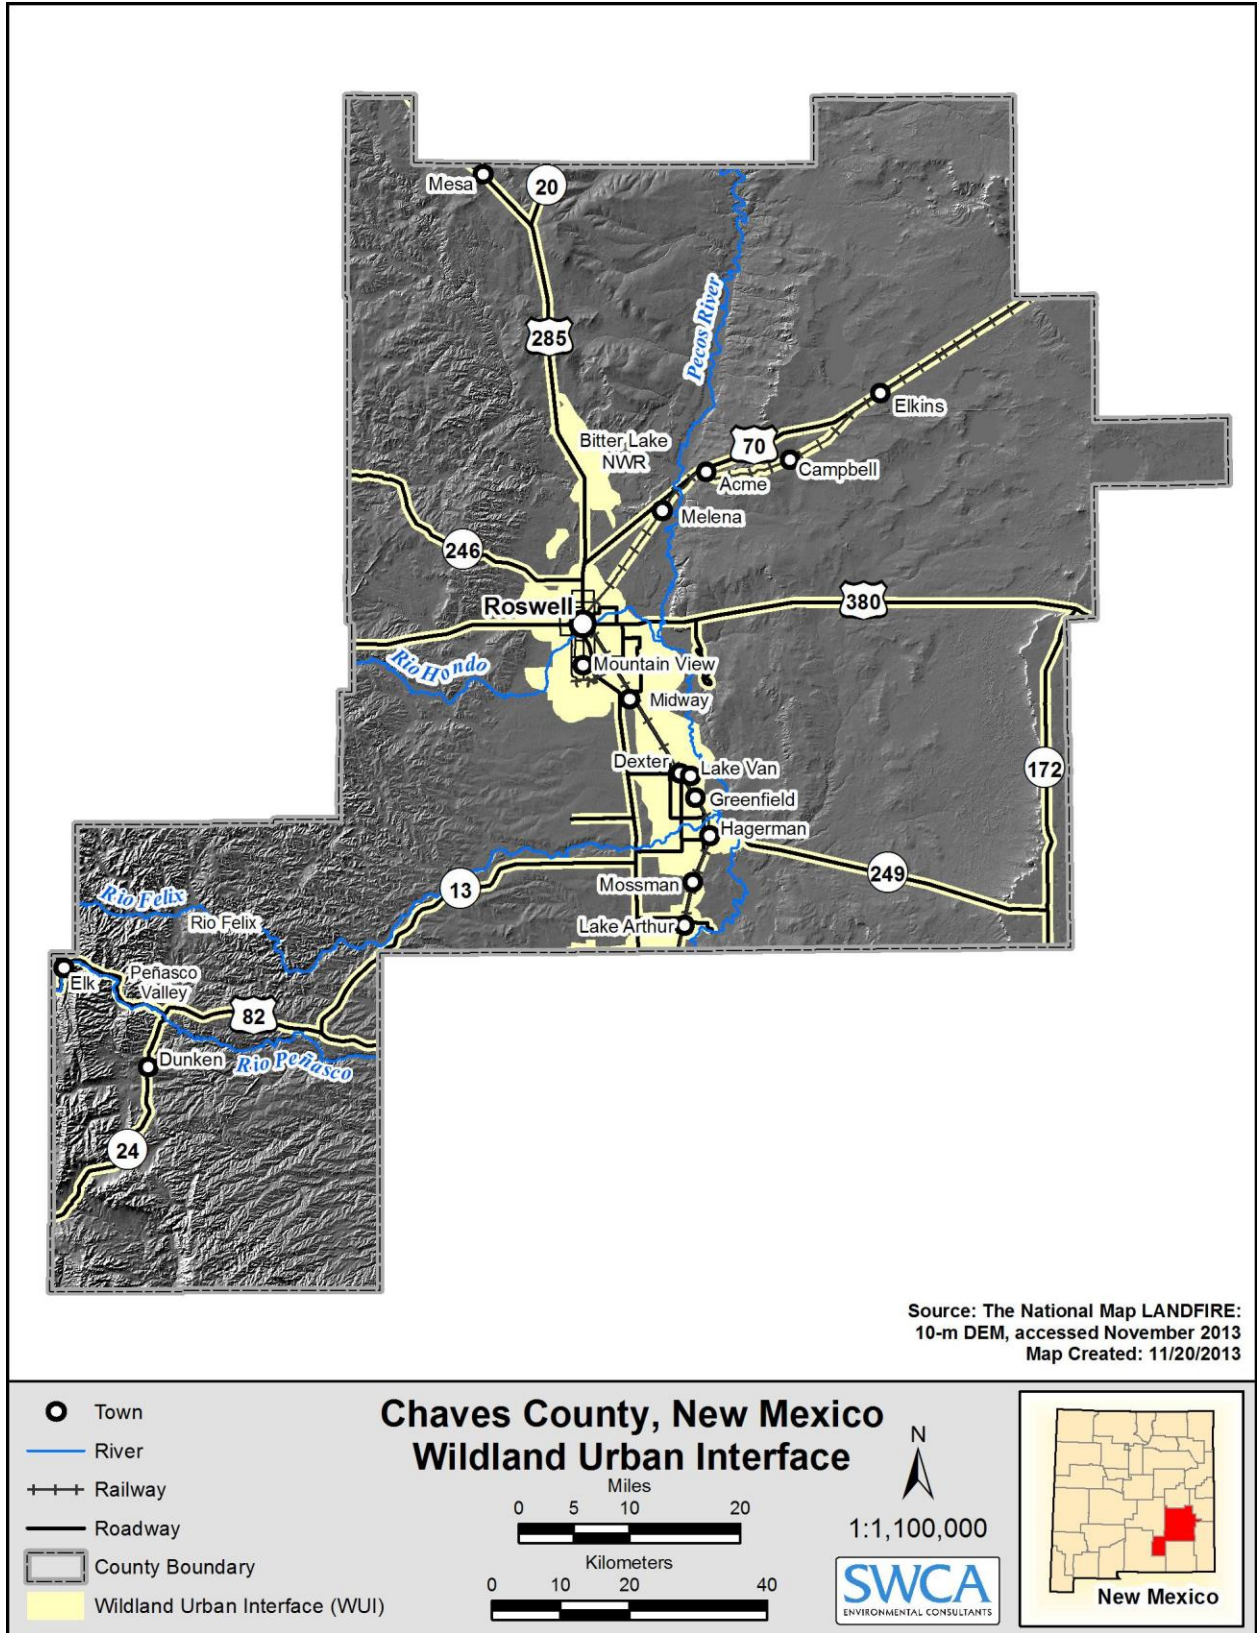 Mesa
20
285
Pecos River
Elkins
Bitter Lake
NWR
70
Campbell
Acme
Melena
246
380
Roswell
Rio Hondo
Mountain View
Midway
Dexter
Lake Van
172
Greenfield
Hagerman
249
13
Mossman
Rio Felix
Rio Felix
Lake Arthur
Elk
Peñasco
Valley
82
Dunken
Rio Peñasco
24
Source: The National Map LANDFIRE:
10-m DEM, accessed November 2013
Map Created: 11/20/2013
Town
River
Railway
Roadway
County Boundary
Wildland Urban Interface (WUI)
Chaves County, New Mexico
Wildland Urban Interface
Miles
0 5 10 20
Kilometers
0 10 20 40
N
1:1,100,000
SWCA
ENVIRONMENTAL CONSULTANTS
New Mexico